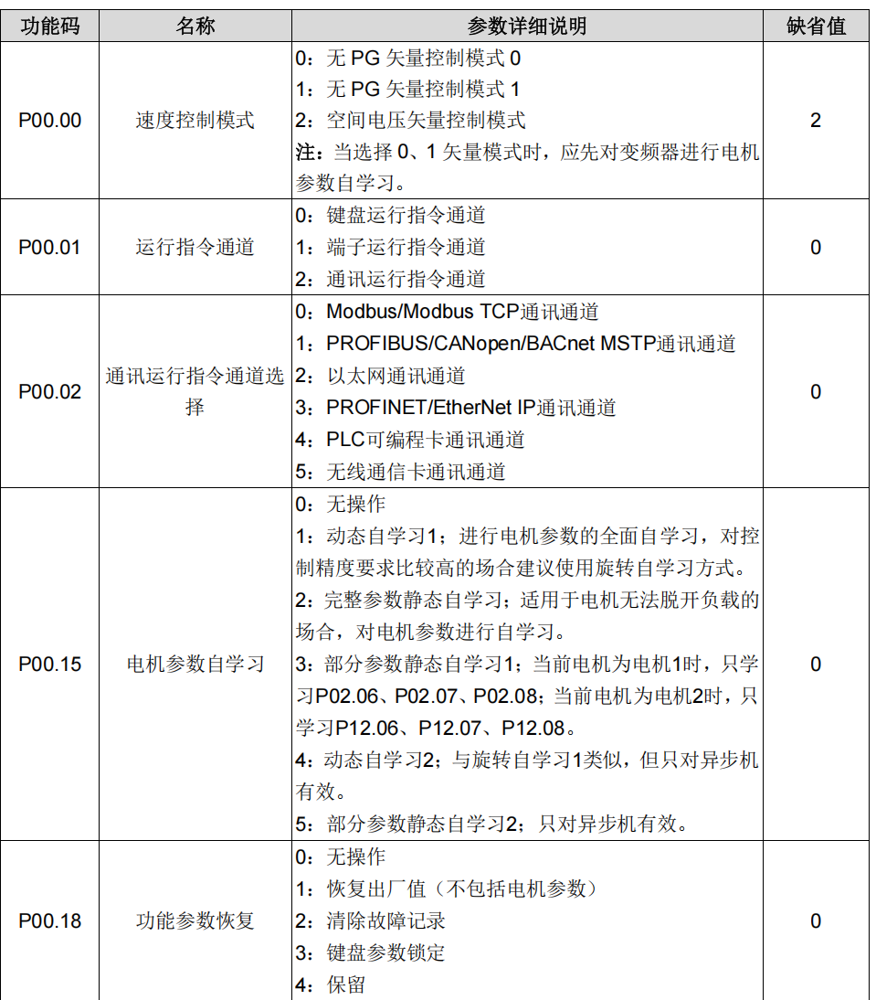 功能码 名称 参数详细说明 缺省值
P00.00 速度控制模式 2
0：无 PG 矢量控制模式 0
1：无 PG 矢量控制模式 1
2：空间电压矢量控制模式
注：当选择 0、1 矢量模式时，应先对变频器进行电机
参数自学习。
P00.01 运行指令通道 0
0：键盘运行指令通道
1：端子运行指令通道
2：通讯运行指令通道
P00.02 通讯运行指令通道选 0
择
0：Modbus/Modbus TCP通讯通道
1：PROFIBUS/CANopen/BACnet MSTP通讯通道
2：以太网通讯通道
3：PROFINET/EtherNet IP通讯通道
4：PLC可编程卡通讯通道
5：无线通信卡通讯通道
P00.15 电机参数自学习 0
0：无操作
1：动态自学习1；进行电机参数的全面自学习，对控
制精度要求比较高的场合建议使用旋转自学习方式。
2：完整参数静态自学习；适用于电机无法脱开负载的
场合，对电机参数进行自学习。
3：部分参数静态自学习1；当前电机为电机1时，只学
习P02.06、P02.07、P02.08；当前电机为电机2时，只
学习P12.06、P12.07、P12.08。
4：动态自学习2；与旋转自学习1类似，但只对异步机
有效。
5：部分参数静态自学习2；只对异步机有效。
P00.18 功能参数恢复 0
0：无操作
1：恢复出厂值（不包括电机参数）
2：清除故障记录
3：键盘参数锁定
4：保留